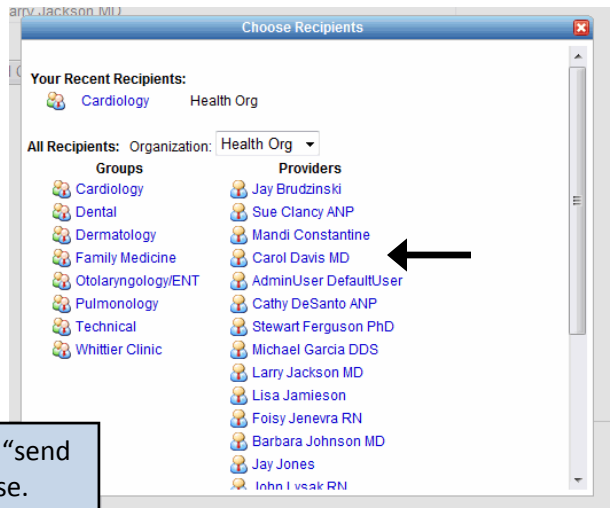 arry Jackson MD
Choose Recipients
Your Recent Recipients:
Cardiology Health Org
All Recipients: Organization: Health Org
Groups Providers
Cardiology Jay Brudzinski
Dental Sue Clancy ANP
Dermatology Mandi Constantine
Family Medicine Carol Davis MD
Otolaryngology/ENT AdminUser DefaultUser
Pulmonology Cathy DeSanto ANP
Technical Stewart Ferguson PhD
Whittier Clinic Michael Garcia DDS
Larry Jackson MD
Lisa Jamieson
Foisy Jenevra RN
Barbara Johnson MD
Jay Jones
John Lysak RN
“send
se.